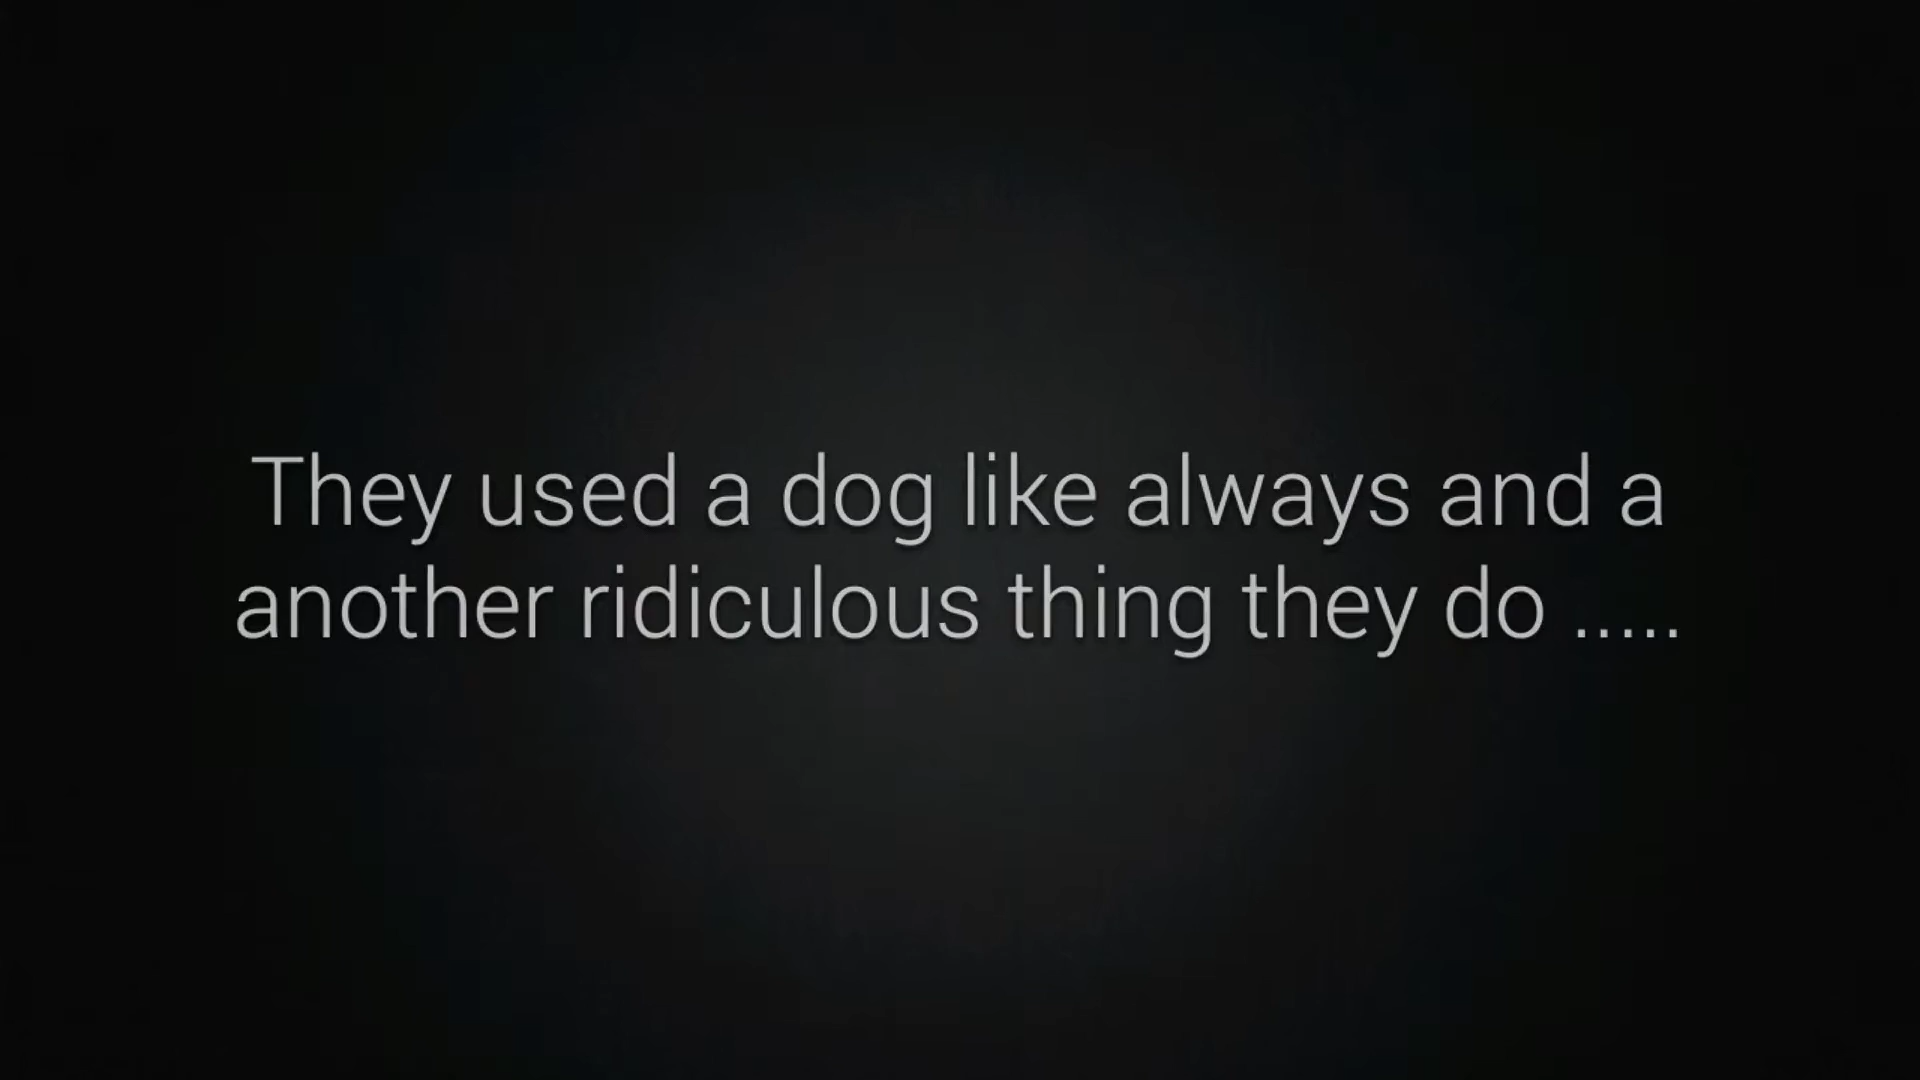 They used a dog like always and a
another ridiculous thing they do .....